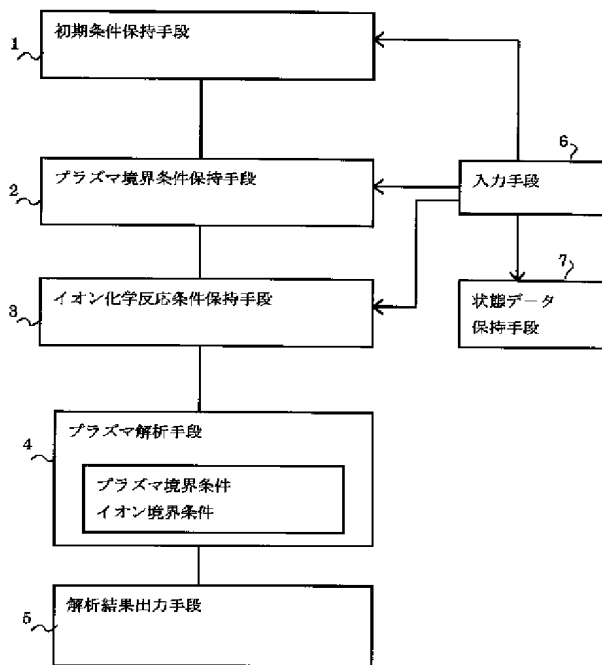 1
初期条件保持手段
6
入力手段
2
プラズマ境界条件保持手段
7
状態データ
保持手段
3
イオン化学反応条件保持手段
4
プラズマ解析手段
プラズマ境界条件
イオン境界条件
5
解析結果出力手段